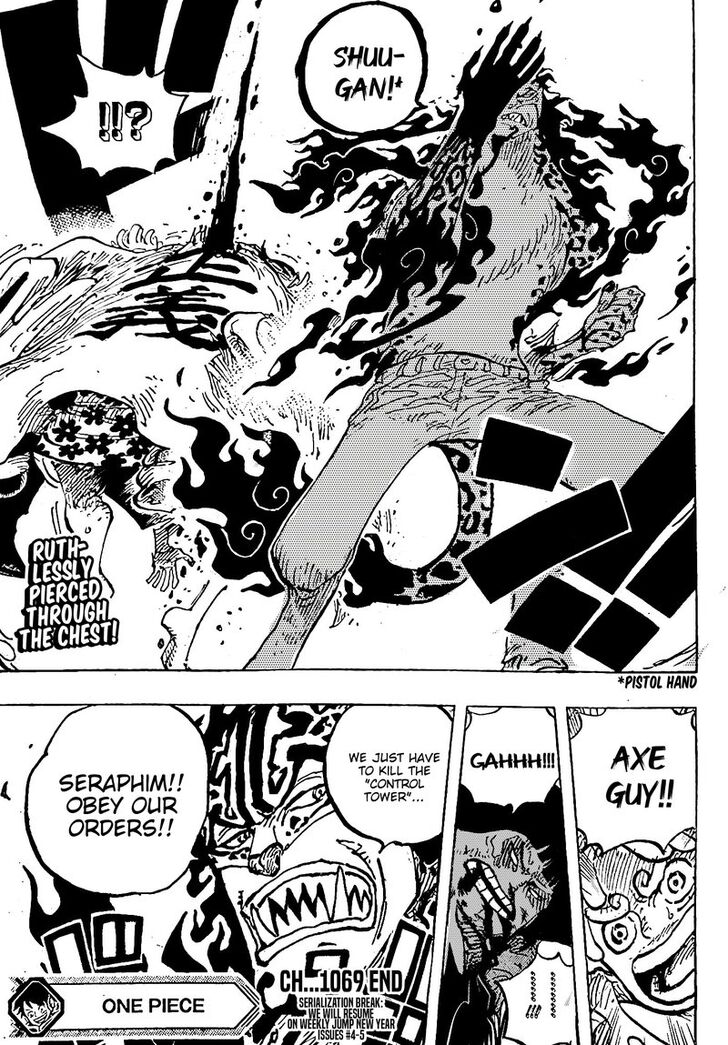 SHUU-
GAN!*
!!?
RUTH-
LESSLY
PIERCED
THROUGH
THE CHEST!
*PISTOL HAND
AXE
GUY!!
GAHHH!!!
WE JUST HAVE
TO KILL THE
"CONTROL
TOWER"...
SERAPHIM!!
OBEY OUR
ORDERS!!
CH...1069 END
SERIALIZATION BREAK:
WE WILL RESUME
ON WEEKLY JUMP NEW YEAR
ISSUES #4-5
ONE PIECE